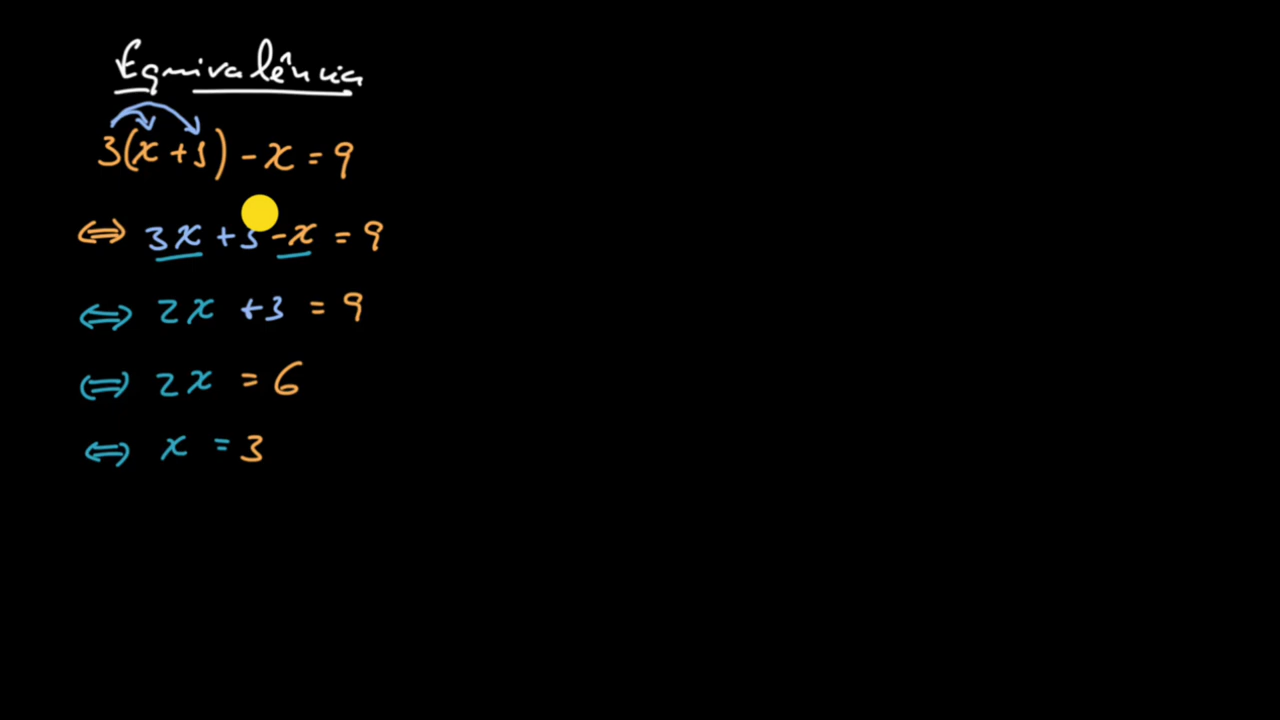 Equivalência
3(x+1)-x=9
⇔ 3x+3-x=9
⇔ 2x+3=9
⇔ 2x=6
⇔ x=3